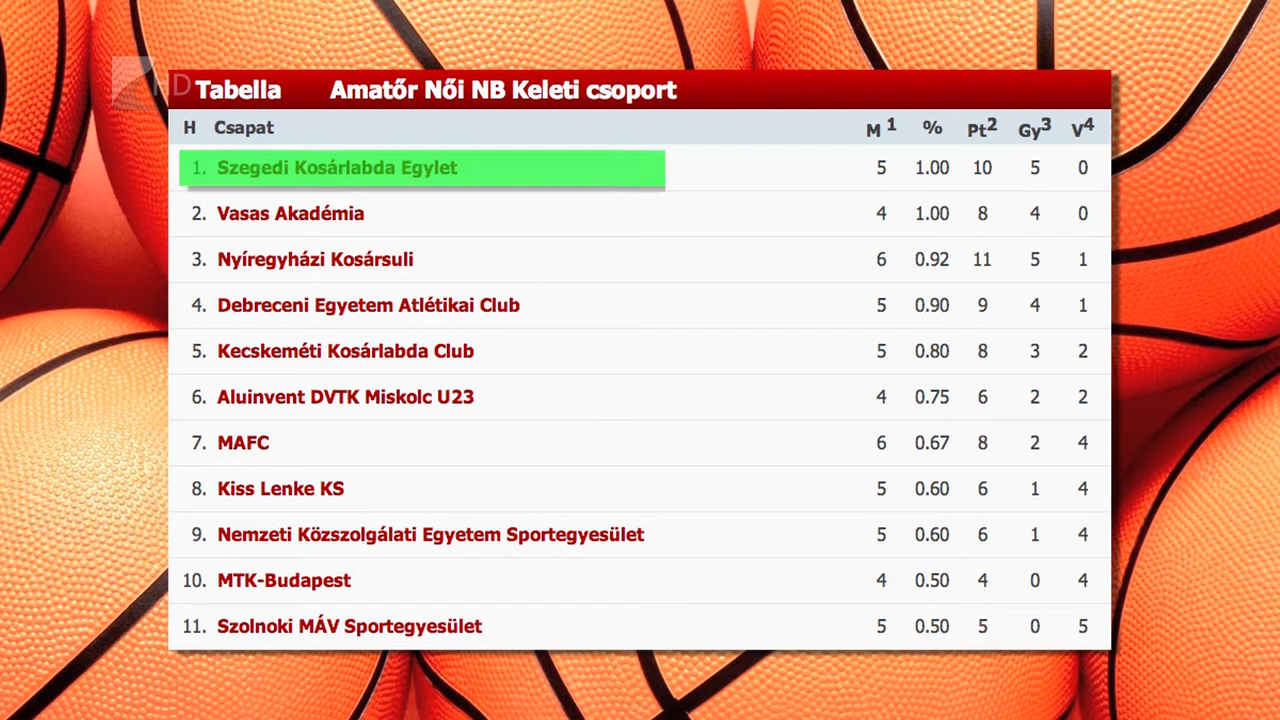 HD
Tabella Amatőr Női NB Keleti csoport
H Csapat M 1 % Pt2 Gy3 V4
1. Szegedi Kosárlabda Egylet 5 1.00 10 5 0
2. Vasas Akadémia 4 1.00 8 4 0
3. Nyíregyházi Kosársuli 6 0.92 11 5 1
4. Debreceni Egyetem Atlétikai Club 5 0.90 9 4 1
5. Kecskeméti Kosárlabda Club 5 0.80 8 3 2
6. Aluinvent DVTK Miskolc U23 4 0.75 6 2 2
7. MAFC 6 0.67 8 2 4
8. Kiss Lenke KS 5 0.60 6 1 4
9. Nemzeti Közszolgálati Egyetem Sportegyesület 5 0.60 6 1 4
10. MTK-Budapest 4 0.50 4 0 4
11. Szolnoki MÁV Sportegyesület 5 0.50 5 0 5